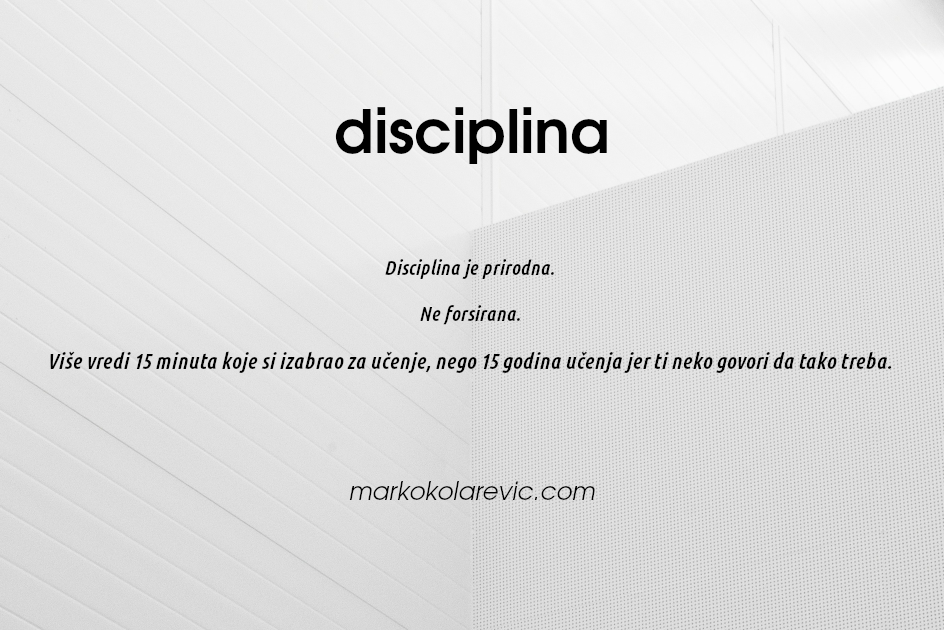 disciplina
Disciplina je prirodna.
Ne forsirana.
Više vredi 15 minuta koje si izabrao za učenje, nego 15 godina učenja jer ti neko govori da tako treba.
markokolarevic.com